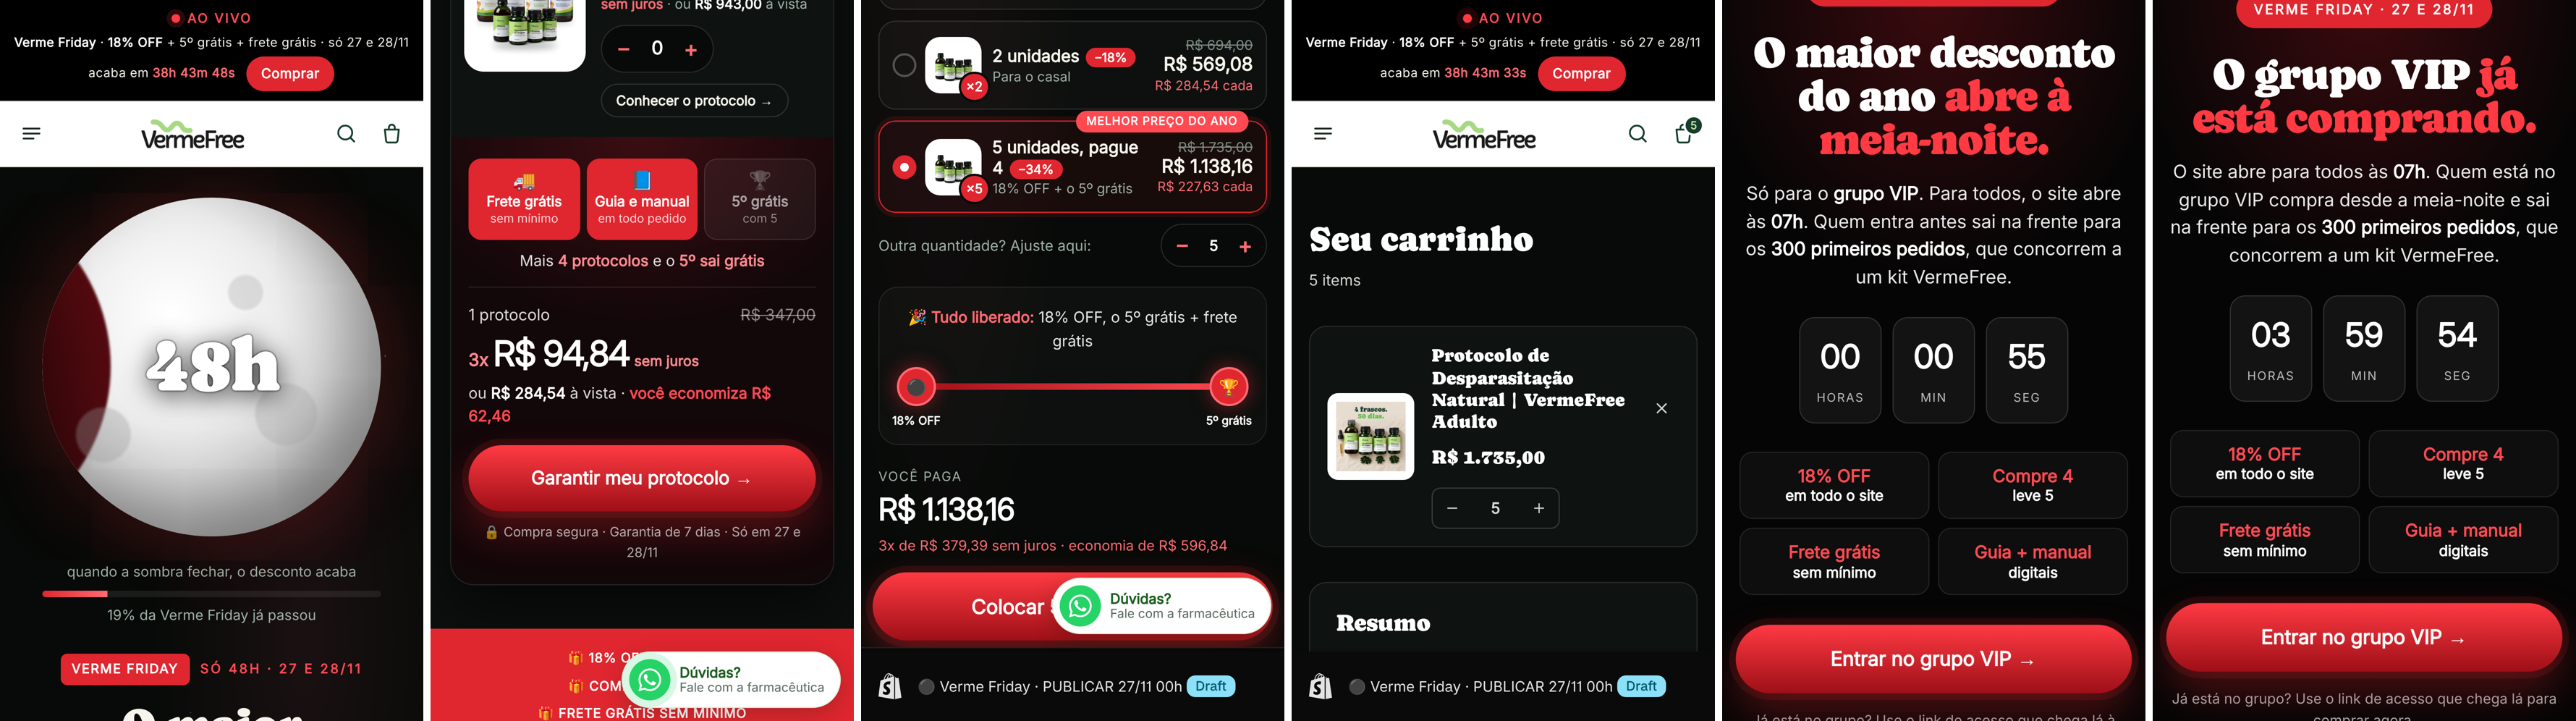 AO VIVO
Verme Friday · 18% OFF + 5º grátis + frete grátis · só 27 e 28/11
acaba em 38h 43m 48s Comprar
VermeFree
48h
quando a sombra fechar, o desconto acaba
19% da Verme Friday já passou
VERME FRIDAY SÓ 48H · 27 E 28/11
O maior
sem juros · ou R$ 943,00 à vista
− 0 +
Conhecer o protocolo →
Frete grátis
sem mínimo
Guia e manual
em todo pedido
5º grátis
com 5
Mais 4 protocolos e o 5º sai grátis
1 protocolo R$ 347,00
3x R$ 94,84 sem juros
ou R$ 284,54 à vista · você economiza R$
62,46
Garantir meu protocolo →
Compra segura · Garantia de 7 dias · Só em 27 e
28/11
18% O
COM
FRETE GRÁTIS SEM MÍNIMO
Dúvidas?
Fale com a farmacêutica
2 unidades −18%
Para o casal
×2
R$ 694,00
R$ 569,08
R$ 284,54 cada
MELHOR PREÇO DO ANO
5 unidades, pague
4 −34%
18% OFF + o 5º grátis
×5
R$ 1.735,00
R$ 1.138,16
R$ 227,63 cada
Outra quantidade? Ajuste aqui: − 5 +
Tudo liberado: 18% OFF, o 5º grátis + frete
grátis
18% OFF 5º grátis
VOCÊ PAGA
R$ 1.138,16
3x de R$ 379,39 sem juros · economia de R$ 596,84
Colocar
Dúvidas?
Fale com a farmacêutica
Verme Friday · PUBLICAR 27/11 00h Draft
AO VIVO
Verme Friday · 18% OFF + 5º grátis + frete grátis · só 27 e 28/11
acaba em 38h 43m 33s Comprar
VermeFree
5
Seu carrinho
5 items
4 frascos.
30 dias.
Protocolo de
Desparasitação
Natural | VermeFree
Adulto
R$ 1.735,00
− 5 +
Resumo
Verme Friday · PUBLICAR 27/11 00h Draft
O maior desconto
do ano abre à
meia-noite.
Só para o grupo VIP. Para todos, o site abre
às 07h. Quem entra antes sai na frente para
os 300 primeiros pedidos, que concorrem a
um kit VermeFree.
00 00 55
HORAS MIN SEG
18% OFF
em todo o site
Compre 4
leve 5
Frete grátis
sem mínimo
Guia + manual
digitais
Entrar no grupo VIP →
Já está no grupo? Use o link de acesso que chega lá à
VERME FRIDAY · 27 E 28/11
O grupo VIP já
está comprando.
O site abre para todos às 07h. Quem está no
grupo VIP compra desde a meia-noite e sai
na frente para os 300 primeiros pedidos, que
concorrem a um kit VermeFree.
03 59 54
HORAS MIN SEG
18% OFF
em todo o site
Compre 4
leve 5
Frete grátis
sem mínimo
Guia + manual
digitais
Entrar no grupo VIP →
Já está no grupo? Use o link de acesso que chega lá para
comprar agora